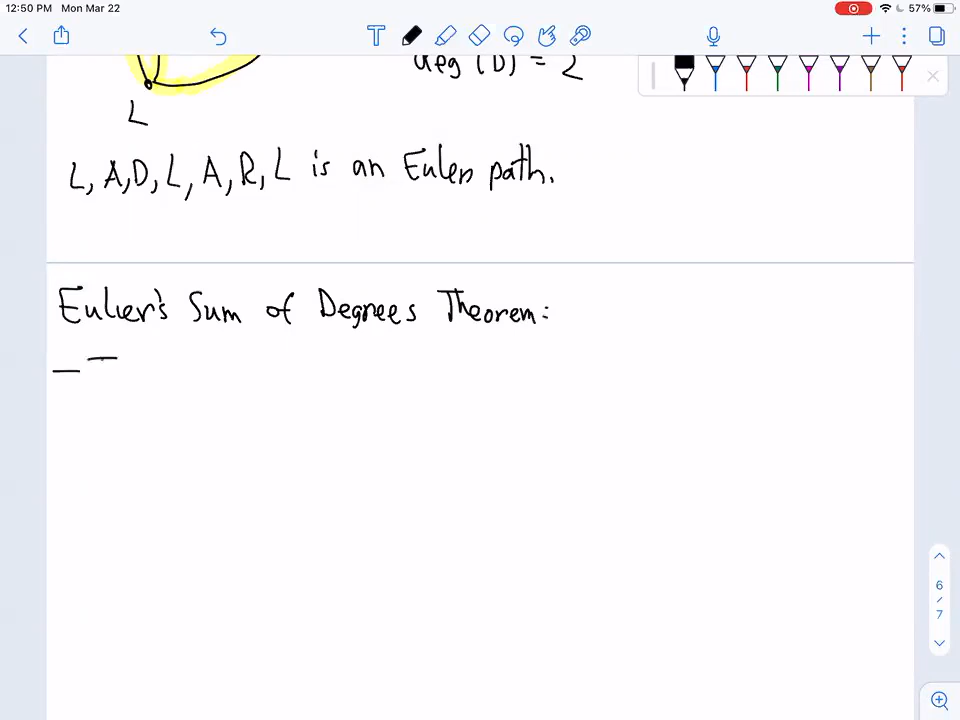 12:50 PM Mon Mar 22
57%
T
deg (D) = 2
L
L, A, D, L, A, R, L is an Euler path.
Euler's Sum of Degrees Theorem:
6
/
7